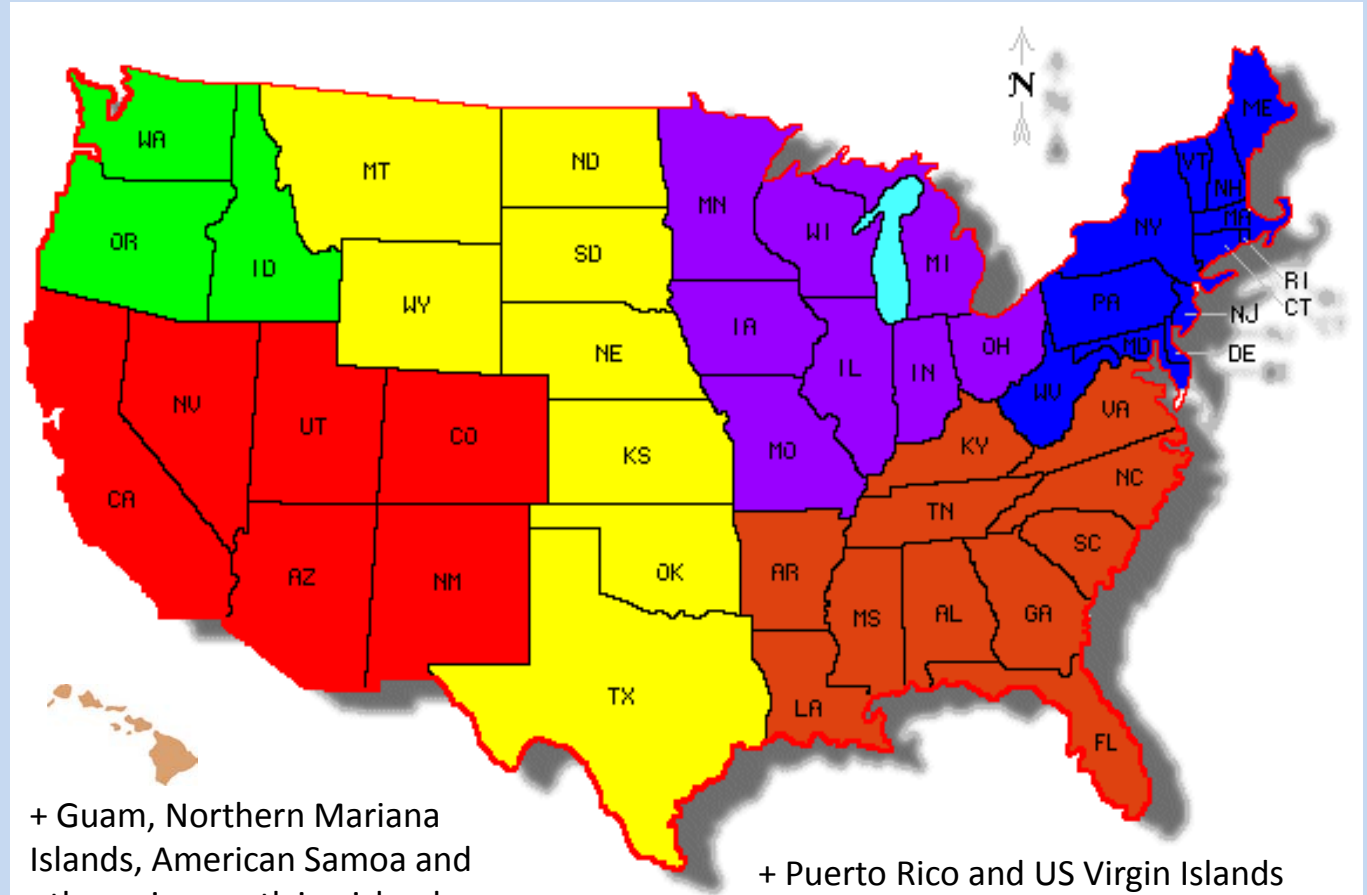 N
ME
WA
VT
NH
MT
ND
MN
MA
OR
WI
NY
ID
SD
MI
RI
WY
PA
CT
NJ
IA
NE
OH
MD
DE
IL
IN
NV
UT
CO
WV
VA
KS
MO
KY
CA
NC
TN
SC
AZ
NM
OK
AR
MS
AL
GA
TX
LA
FL
+ Guam, Northern Mariana
Islands, American Samoa and
+ Puerto Rico and US Virgin Islands